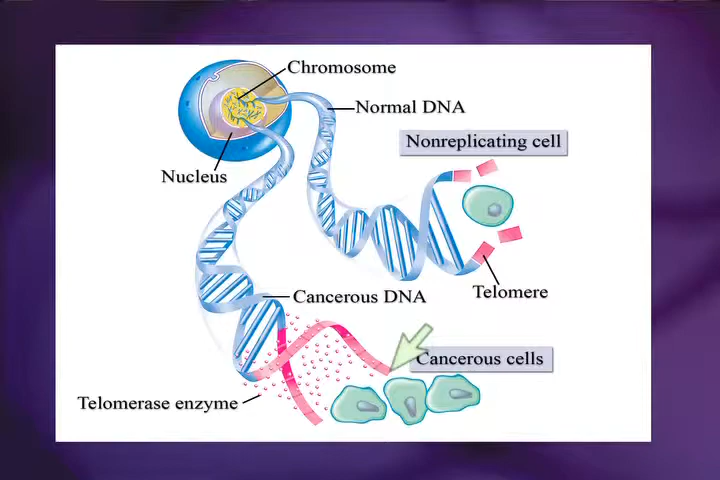 Chromosome
Normal DNA
Nonreplicating cell
Nucleus
Telomere
Cancerous DNA
Cancerous cells
Telomerase enzyme